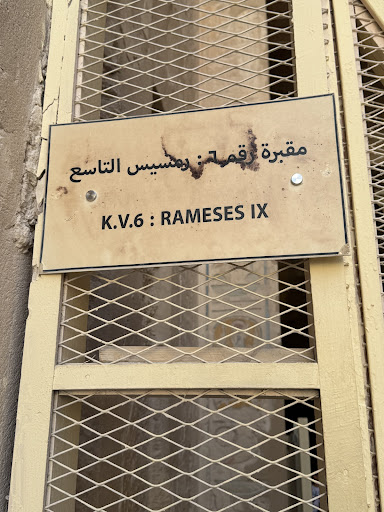 مقبرة رقم ٦ : رمسيس التاسع
K.V.6 : RAMESES IX